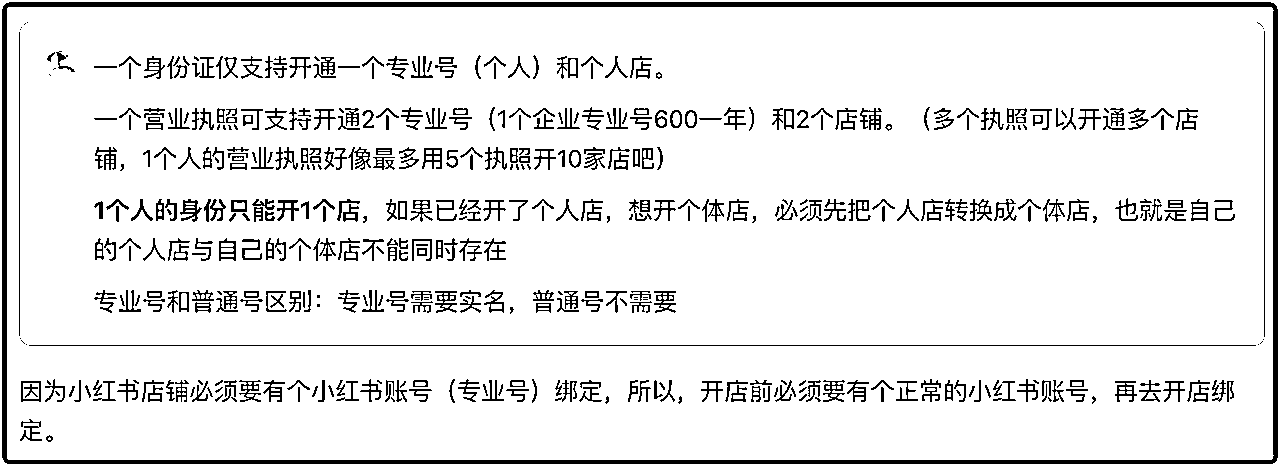 一个身份证仅支持开通一个专业号（个人）和个人店。
一个营业执照可支持开通2个专业号（1个企业专业号600一年）和2个店铺。（多个执照可以开通多个店
铺，1个人的营业执照好像最多用5个执照开10家店吧）
1个人的身份只能开1个店，如果已经开了个人店，想开个体店，必须先把个人店转换成个体店，也就是自己
的个人店与自己的个体店不能同时存在
专业号和普通号区别：专业号需要实名，普通号不需要
因为小红书店铺必须要有个小红书账号（专业号）绑定，所以，开店前必须要有个正常的小红书账号，再去开店绑
定。